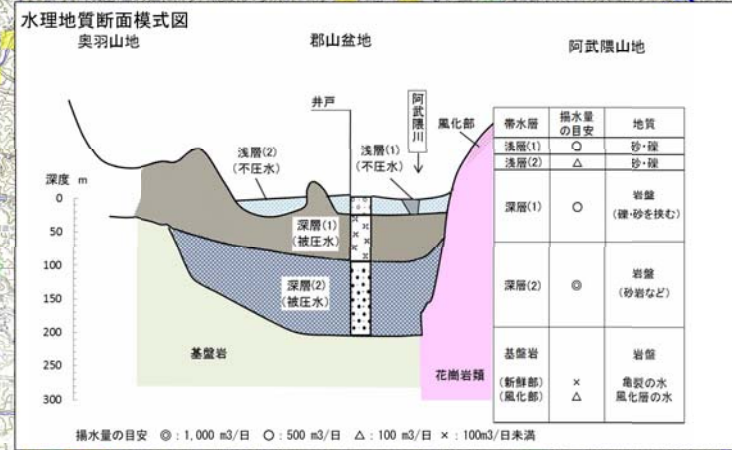 水理地質断面模式図
奥羽山地
郡山盆地
阿武隈山地
井戸
阿武隈川
風化部
浅層(2)
(不圧水)
浅層(1)
(不圧水)
深度 m
0
50
100
150
200
250
300
深層(1)
(被圧水)
深層(2)
(被圧水)
基盤岩
花崗岩類
帯水層 揚水量の目安 地質
浅層(1) ○ 砂・礫
浅層(2) △ 砂・礫
深層(1) ○ 岩盤
(礫・砂を挟む)
深層(2) ◎ 岩盤
(砂岩など)
基盤岩 岩盤
(新鮮部) × 亀裂の水
(風化部) △ 風化層の水
揚水量の目安 ◎:1,000 m3/日 ○:500 m3/日 △:100 m3/日 ×:100m3/日未満